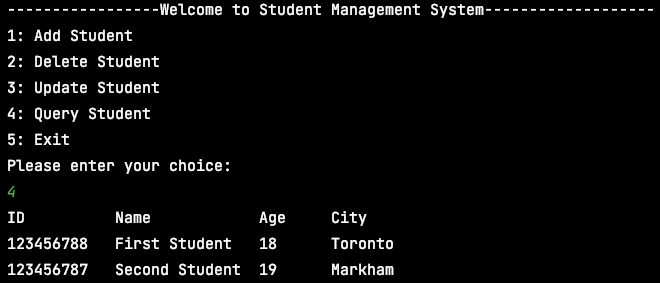 -----------------Welcome to Student Management System-------------------
1: Add Student
2: Delete Student
3: Update Student
4: Query Student
5: Exit
Please enter your choice:
4
ID          Name            Age     City
123456788   First Student   18      Toronto
123456787   Second Student  19      Markham